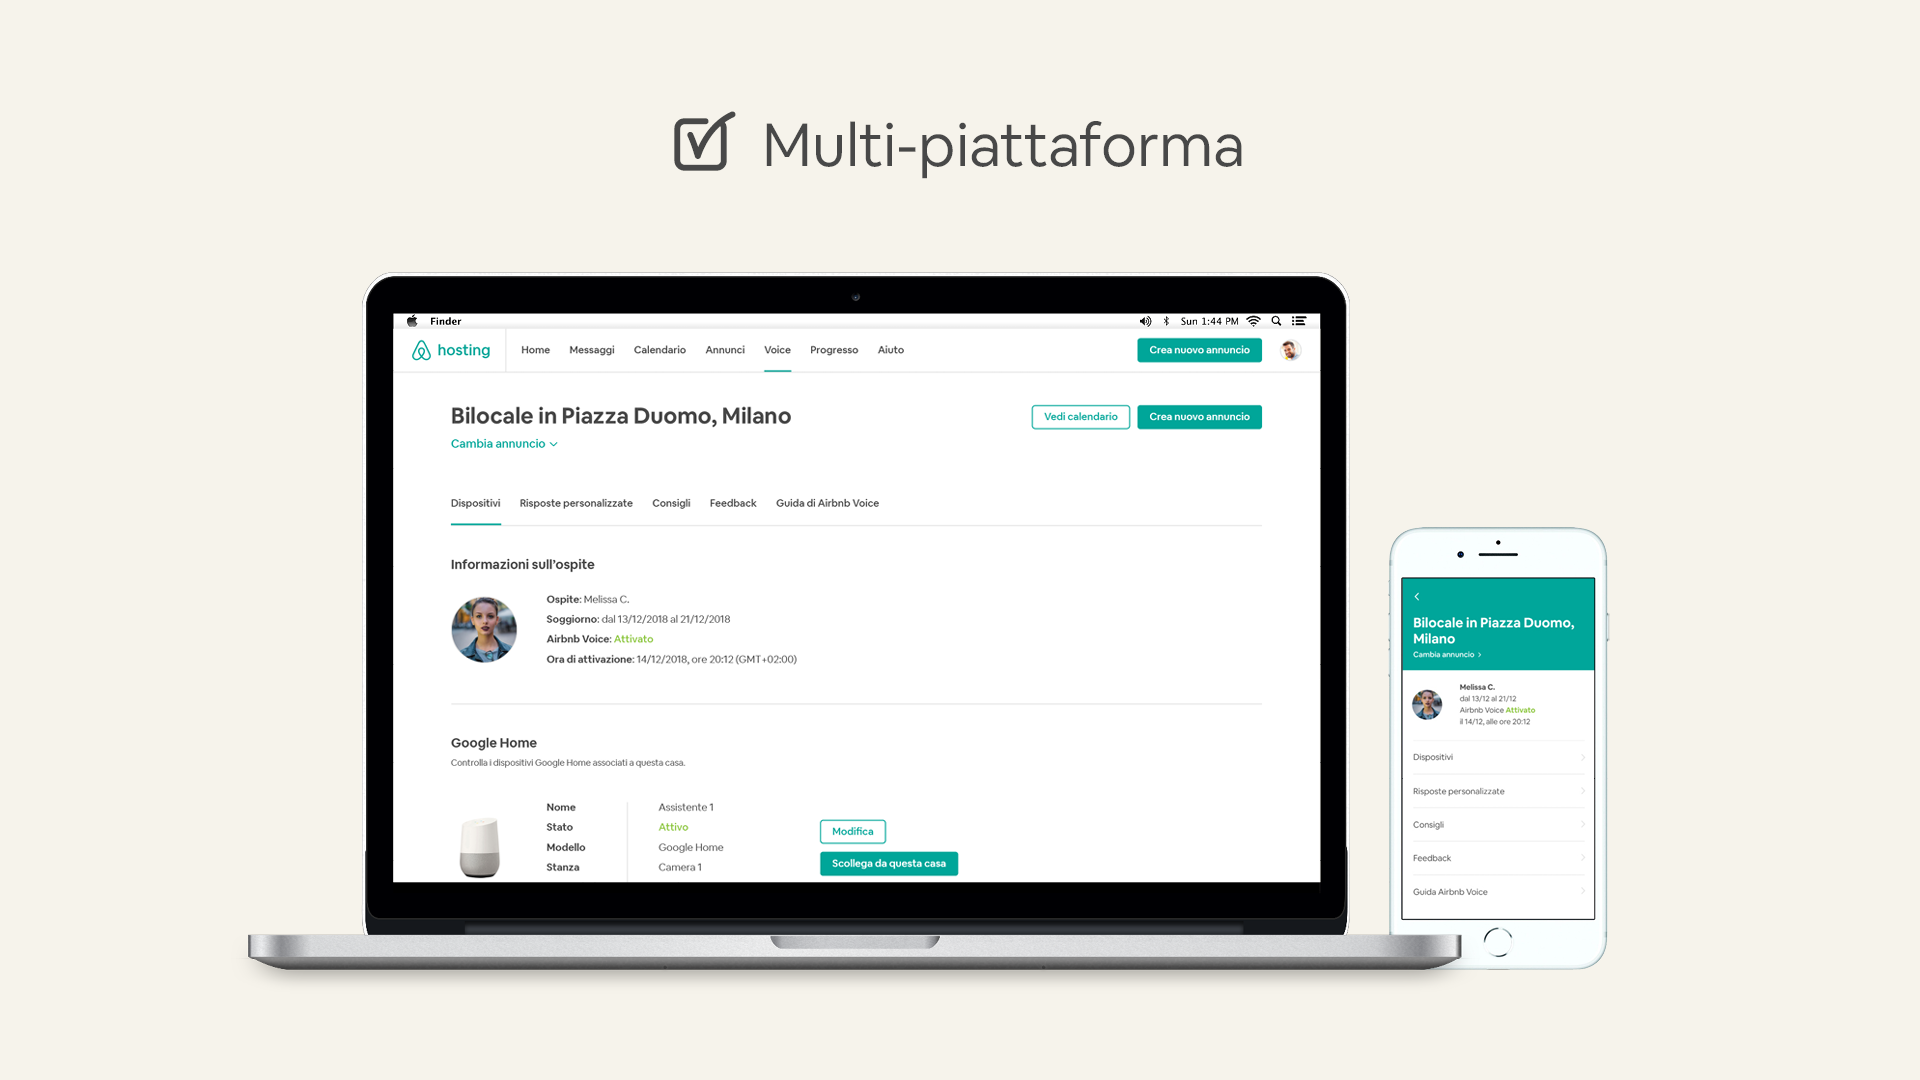 Multi-piattaforma
Finder
Sun 1:44 PM
hosting
Home Messaggi Calendario Annunci Voice Progresso Aiuto
Crea nuovo annuncio
Bilocale in Piazza Duomo, Milano
Vedi calendario
Crea nuovo annuncio
Cambia annuncio
Dispositivi Risposte personalizzate Consigli Feedback Guida di Airbnb Voice
Informazioni sull'ospite
Ospite: Melissa C.
Soggiorno: dal 13/12/2018 al 21/12/2018
Airbnb Voice: Attivato
Ora di attivazione: 14/12/2018, ore 20:12 (GMT+02:00)
Google Home
Controlla i dispositivi Google Home associati a questa casa.
Nome Assistente 1
Stato Attivo
Modello Google Home
Stanza Camera 1
Modifica
Scollega da questa casa
Bilocale in Piazza Duomo,
Milano
Cambia annuncio
Melissa C.
dal 13/12 al 21/12
Airbnb Voice Attivato
il 14/12, alle ore 20:12
Dispositivi
Risposte personalizzate
Consigli
Feedback
Guida Airbnb Voice